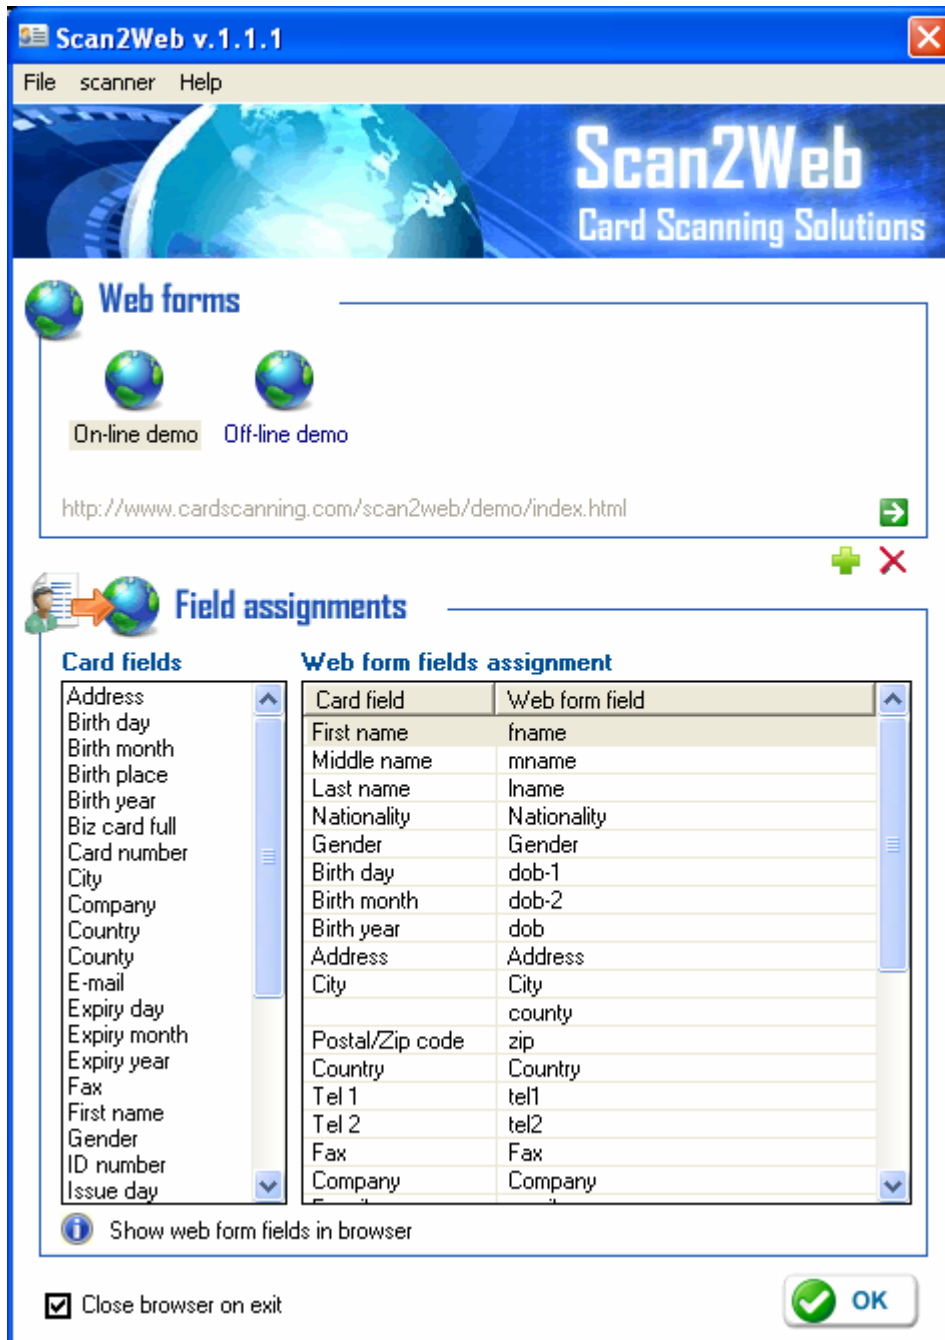 Scan2Web v.1.1.1
File scanner Help
Scan2Web
Card Scanning Solutions
Web forms
On-line demo Off-line demo
http://www.cardscanning.com/scan2web/demo/index.html
Field assignments
Card fields
Address
Birth day
Birth month
Birth place
Birth year
Biz card full
Card number
City
Company
Country
County
E-mail
Expiry day
Expiry month
Expiry year
Fax
First name
Gender
ID number
Issue day
Web form fields assignment
Card field Web form field
First name fname
Middle name mname
Last name lname
Nationality Nationality
Gender Gender
Birth day dob-1
Birth month dob-2
Birth year dob
Address Address
City City
county
Postal/Zip code zip
Country Country
Tel 1 tel1
Tel 2 tel2
Fax Fax
Company Company
Show web form fields in browser
Close browser on exit
OK